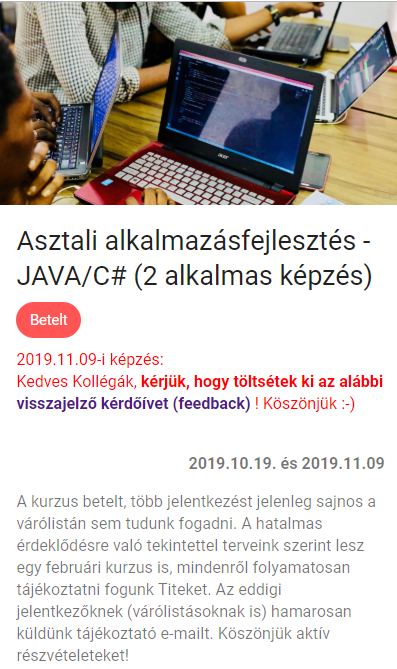 acer
Asztali alkalmazásfejlesztés -
JAVA/C# (2 alkalmas képzés)
Betelt
2019.11.09-i képzés:
Kedves Kollégák, kérjük, hogy töltsétek ki az alábbi
visszajelző kérdőívet (feedback) ! Köszönjük :-)
2019.10.19. és 2019.11.09
A kurzus betelt, több jelentkezést jelenleg sajnos a
várólistán sem tudunk fogadni. A hatalmas
érdeklődésre való tekintettel terveink szerint lesz
egy februári kurzus is, mindenről folyamatosan
tájékoztatni fogunk Titeket. Az eddigi
jelentkezőknek (várólistásoknak is) hamarosan
küldünk tájékoztató e-mailt. Köszönjük aktív
részvételeteket!